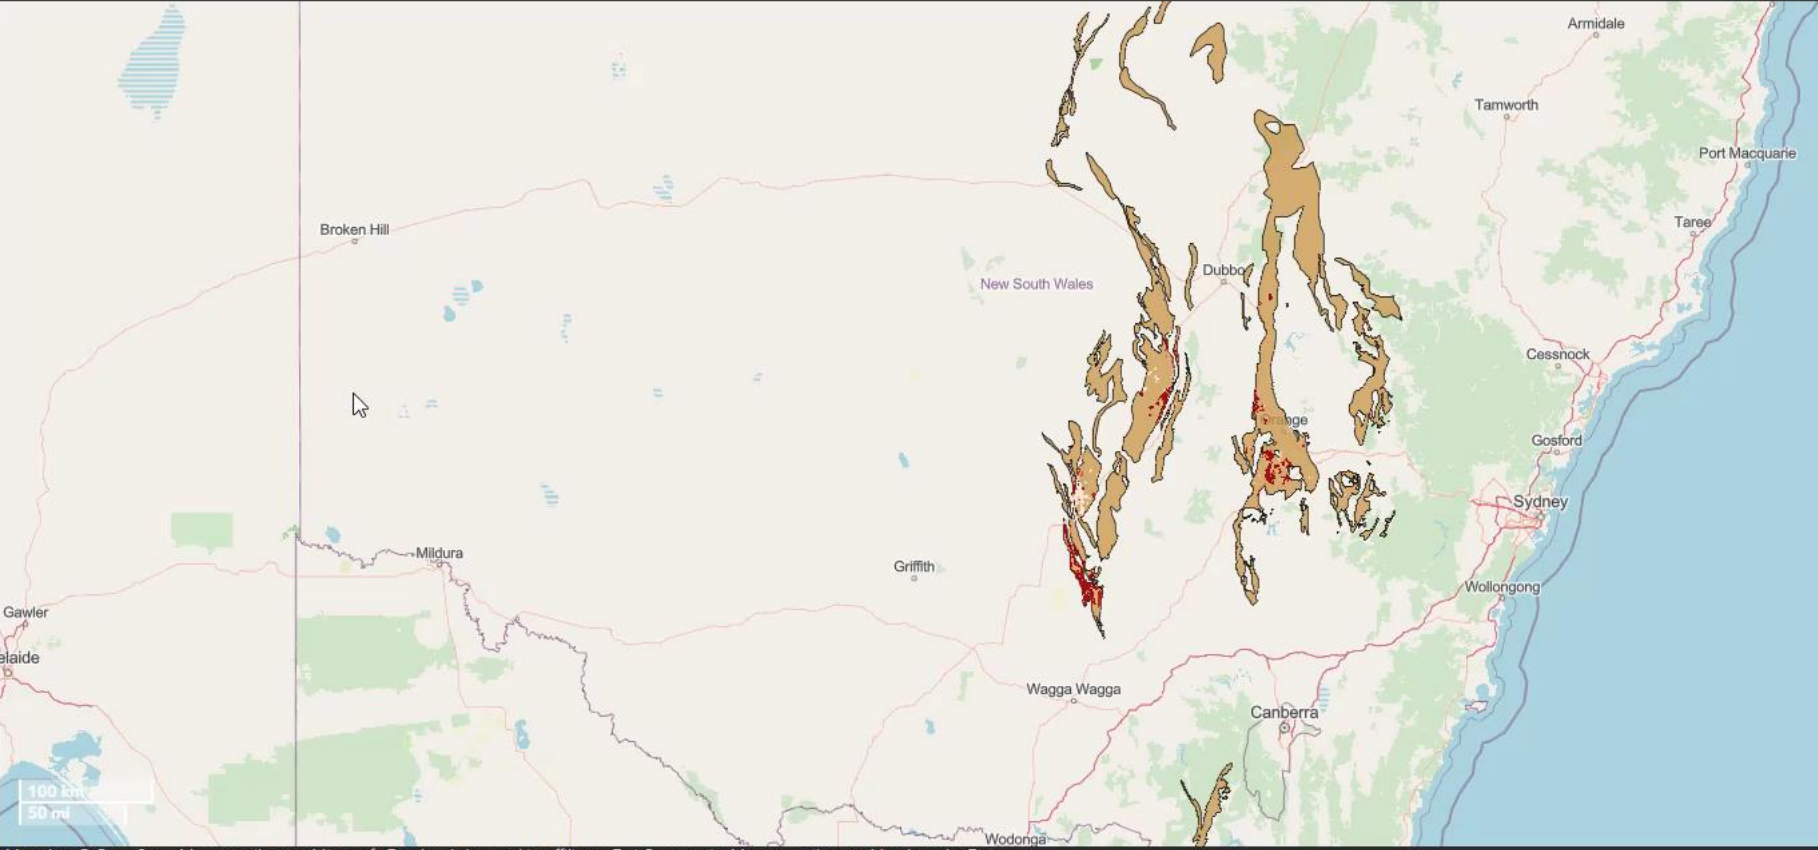 Armidale
Tamworth
Port Macquarie
Taree
Broken Hill
Dubbo
New South Wales
Cessnock
Orange
Gosford
Sydney
Mildura
Griffith
Wollongong
Gawler
elaide
Wagga Wagga
Canberra
100 km
50 mi
Wodonga